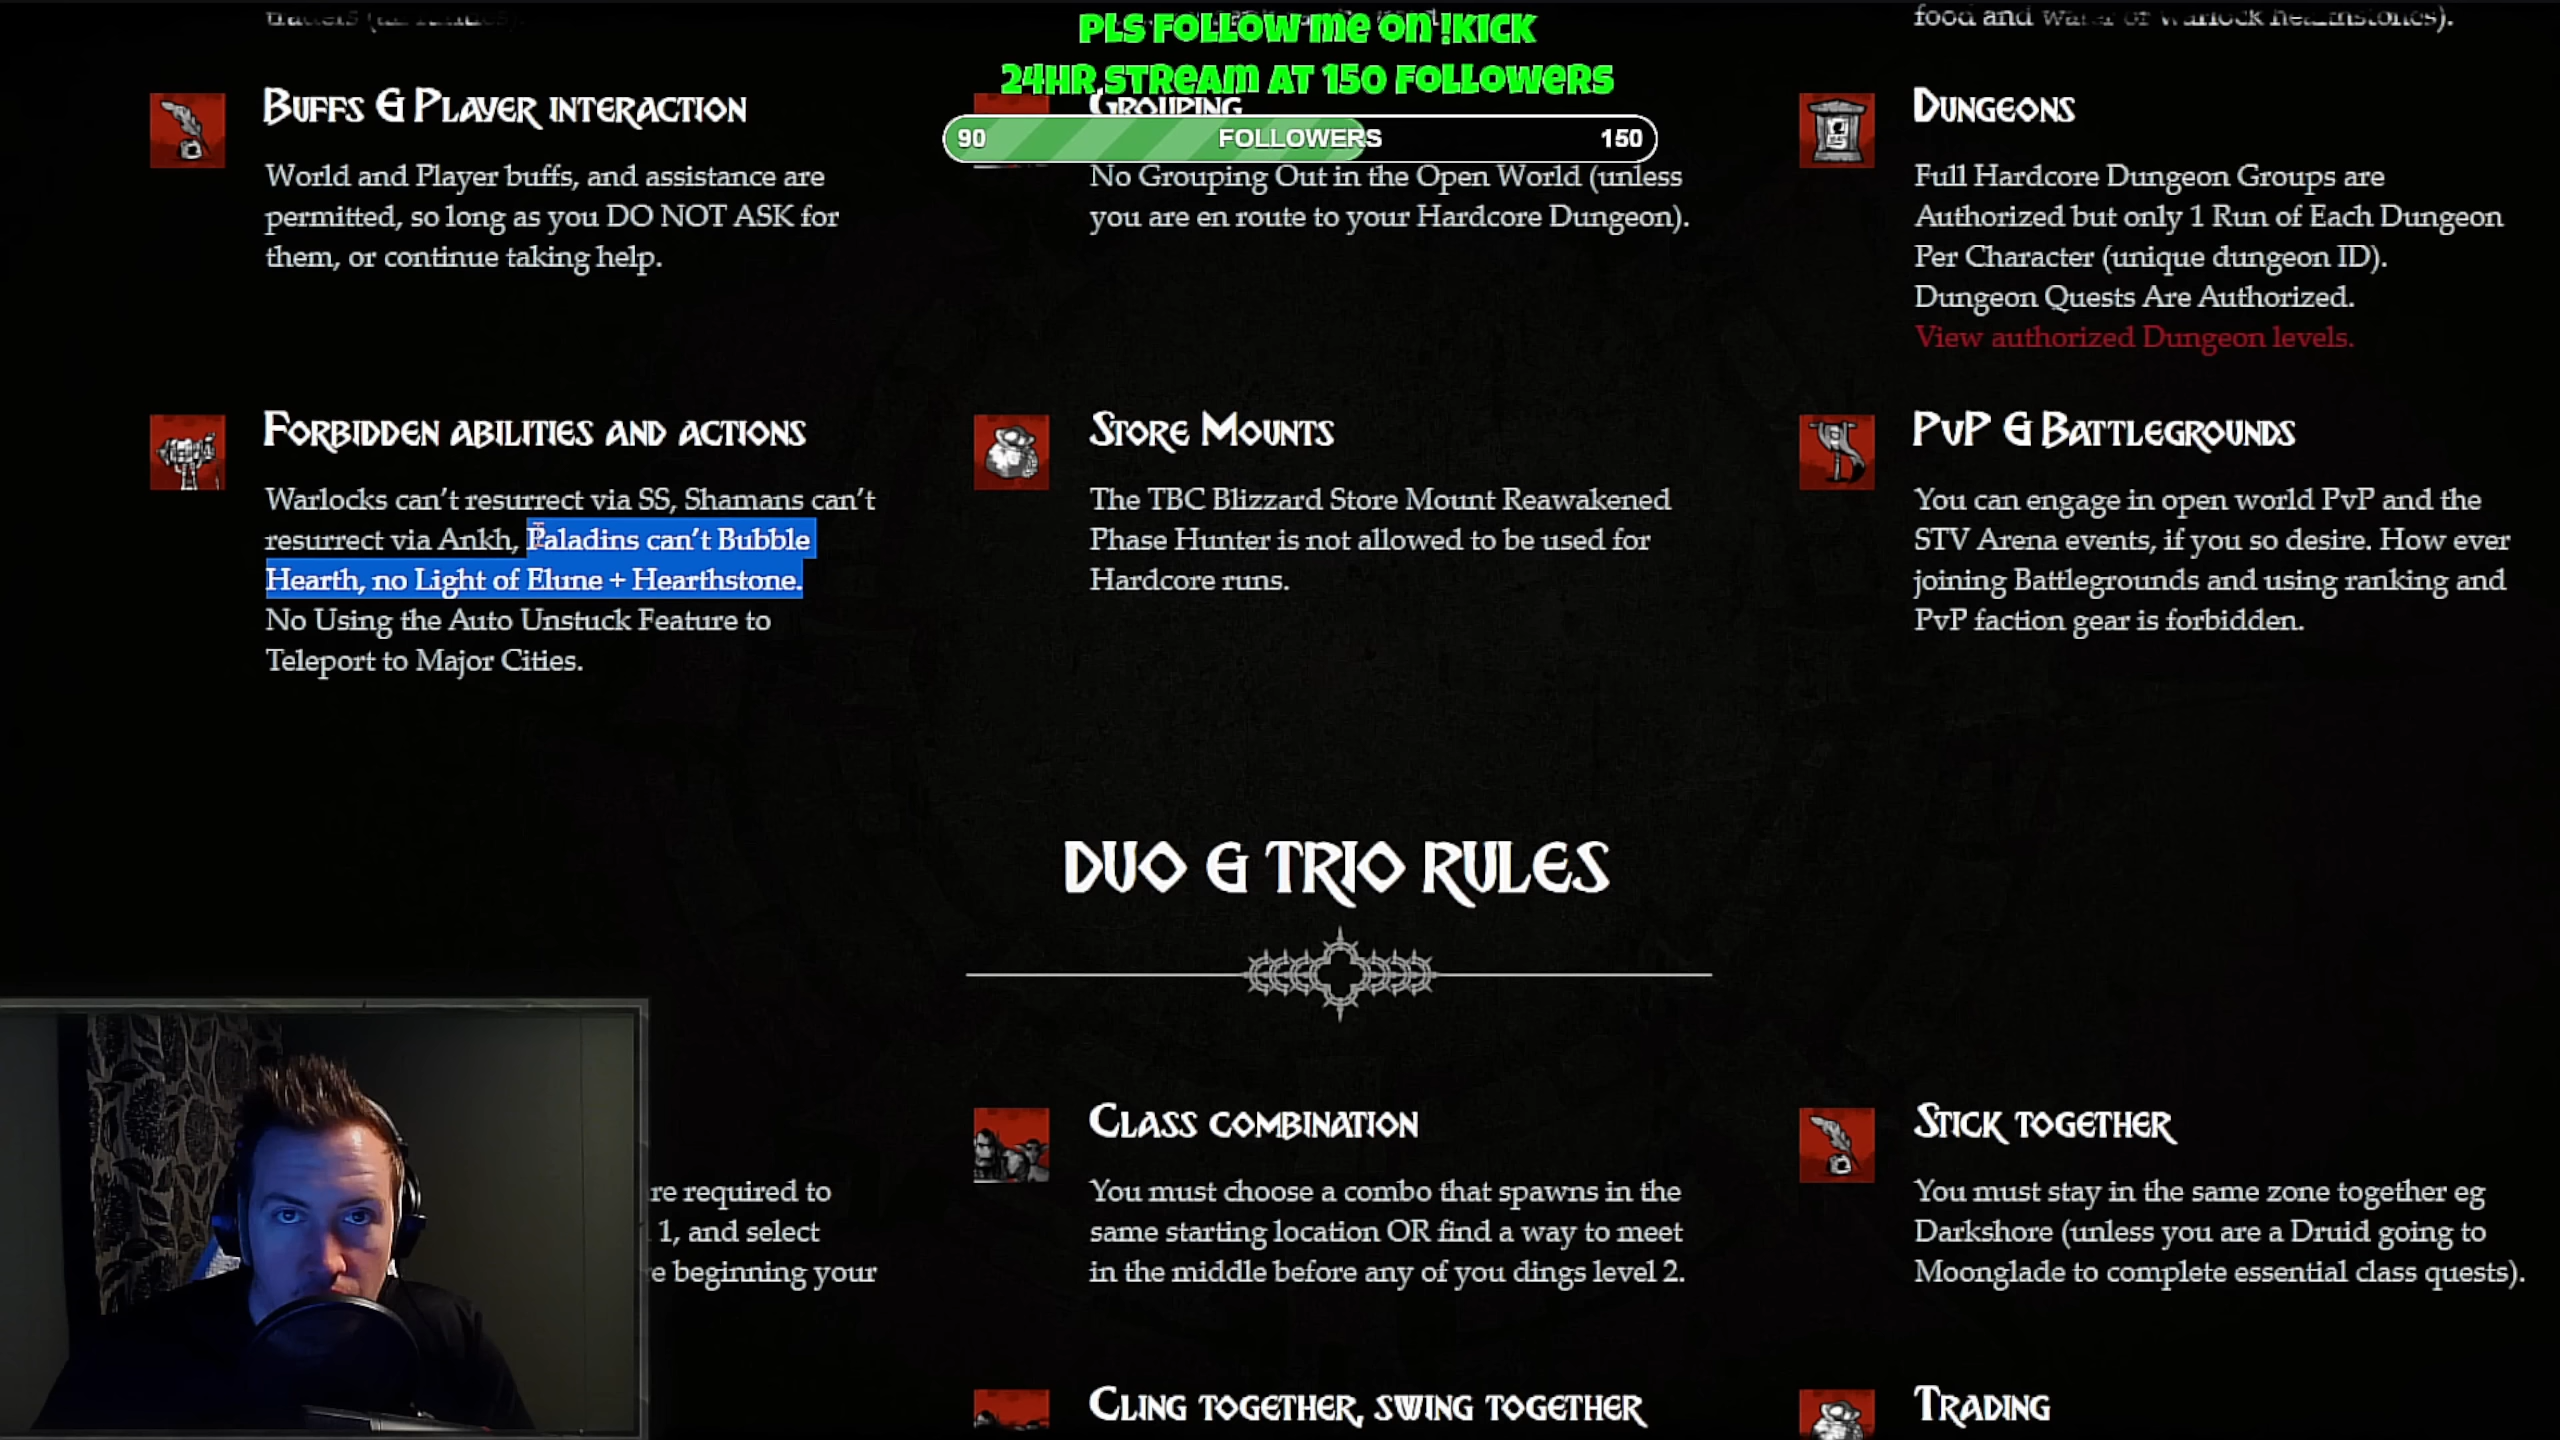 PLS FOLLOW ME ON !KICK
24HR STREAM AT 150 FOLLOWERS
90 FOLLOWERS 150
food and water or warlock healthstones).
Buffs & Player interaction
World and Player buffs, and assistance are
permitted, so long as you DO NOT ASK for
them, or continue taking help.
Grouping
No Grouping Out in the Open World (unless
you are en route to your Hardcore Dungeon).
Dungeons
Full Hardcore Dungeon Groups are
Authorized but only 1 Run of Each Dungeon
Per Character (unique dungeon ID).
Dungeon Quests Are Authorized.
View authorized Dungeon levels.
Forbidden abilities and actions
Warlocks can't resurrect via SS, Shamans can't
resurrect via Ankh, Paladins can't Bubble
Hearth, no Light of Elune + Hearthstone.
No Using the Auto Unstuck Feature to
Teleport to Major Cities.
Store Mounts
The TBC Blizzard Store Mount Reawakened
Phase Hunter is not allowed to be used for
Hardcore runs.
PvP & Battlegrounds
You can engage in open world PvP and the
STV Arena events, if you so desire. How ever
joining Battlegrounds and using ranking and
PvP faction gear is forbidden.
DUO & TRIO RULES
re required to
1, and select
e beginning your
Class combination
You must choose a combo that spawns in the
same starting location OR find a way to meet
in the middle before any of you dings level 2.
Stick together
You must stay in the same zone together eg
Darkshore (unless you are a Druid going to
Moonglade to complete essential class quests).
Cling together, swing together
Trading